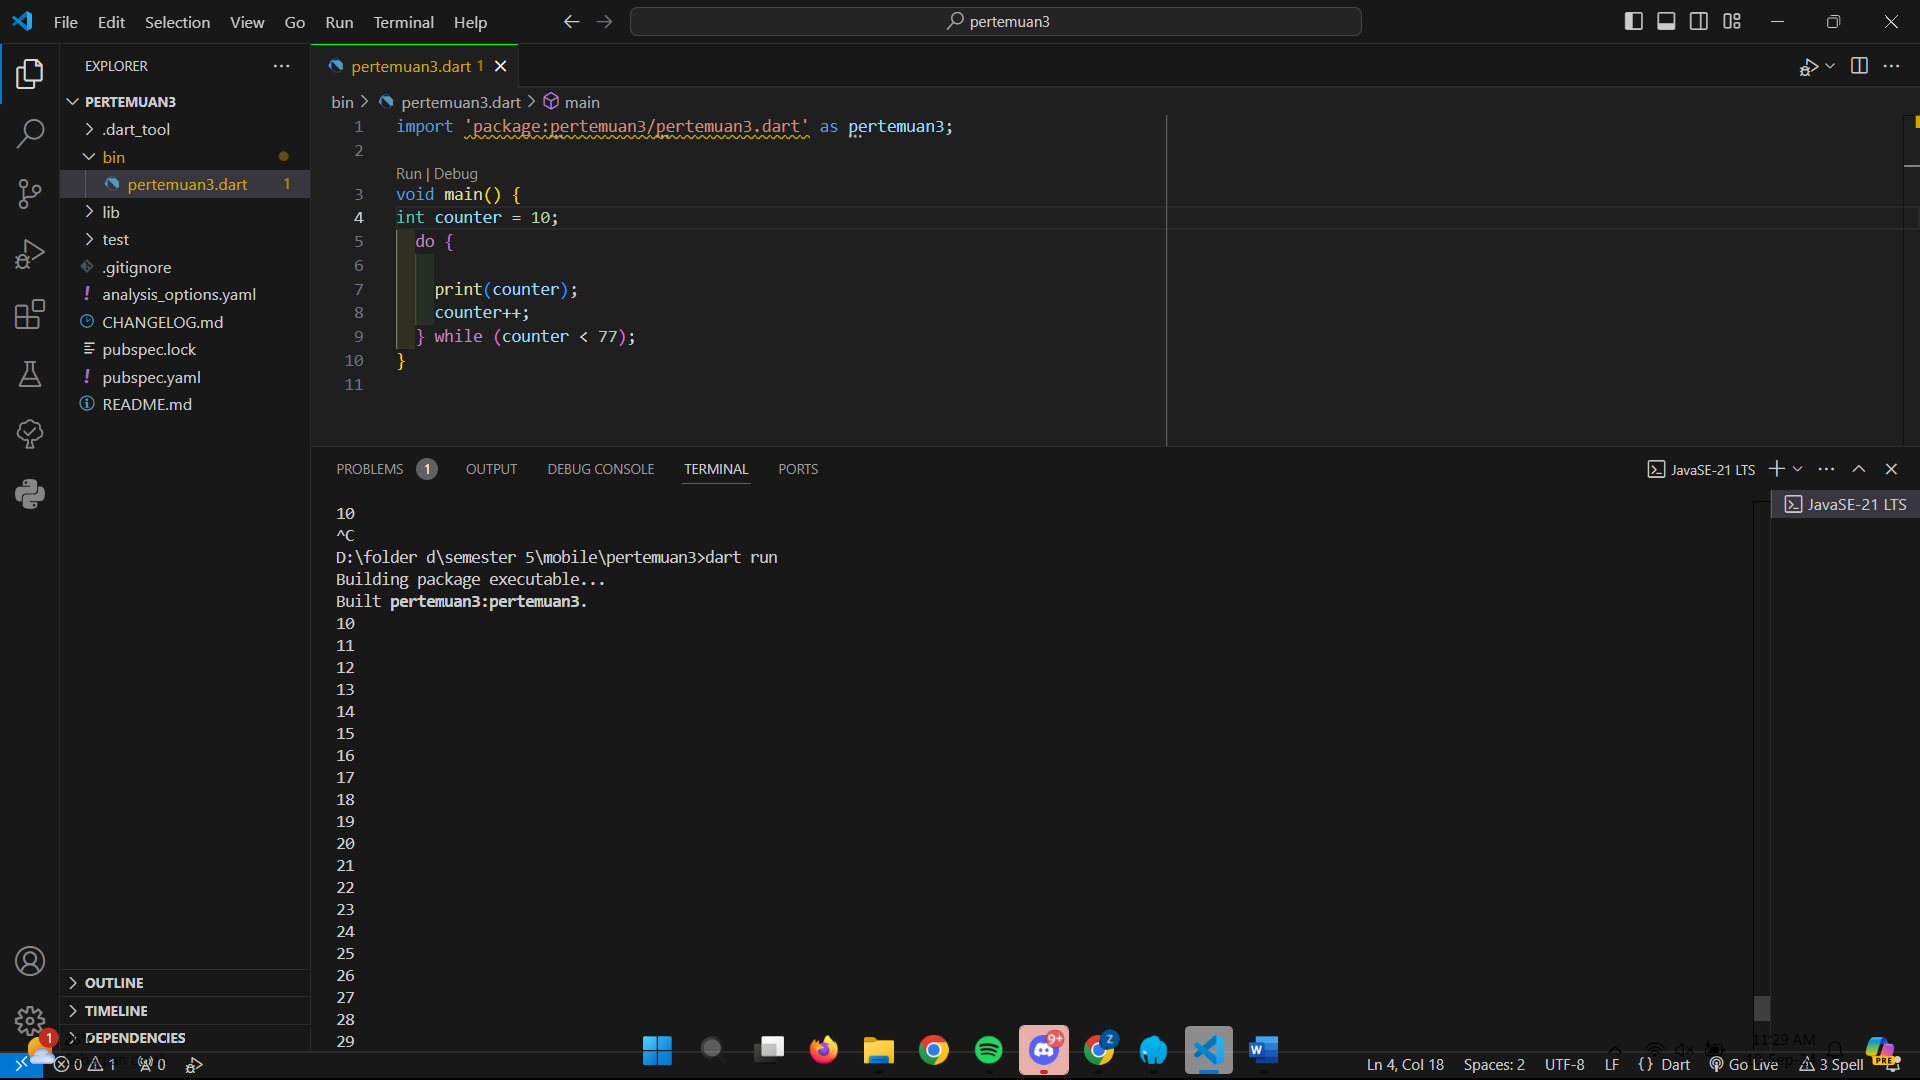 File Edit Selection View Go Run Terminal Help
pertemuan3
EXPLORER
PERTEMUAN3
.dart_tool
bin
pertemuan3.dart 1
lib
test
.gitignore
analysis_options.yaml
CHANGELOG.md
pubspec.lock
pubspec.yaml
README.md
OUTLINE
TIMELINE
DEPENDENCIES
pertemuan3.dart 1
bin > pertemuan3.dart > main
1 import 'package:pertemuan3/pertemuan3.dart' as pertemuan3;
2
Run | Debug
3 void main() {
4 int counter = 10;
5 do {
6
7 print(counter);
8 counter++;
9 } while (counter < 77);
10 }
11
PROBLEMS 1 OUTPUT DEBUG CONSOLE TERMINAL PORTS
JavaSE-21 LTS
JavaSE-21 LTS
10
^C
D:\folder d\semester 5\mobile\pertemuan3>dart run
Building package executable...
Built pertemuan3:pertemuan3.
10
11
12
13
14
15
16
17
18
19
20
21
22
23
24
25
26
27
28
29
1
9+
Z
W
11:29 AM
PRE
0 1 0
Ln 4, Col 18 Spaces: 2 UTF-8 LF {} Dart Go Live 3 Spell